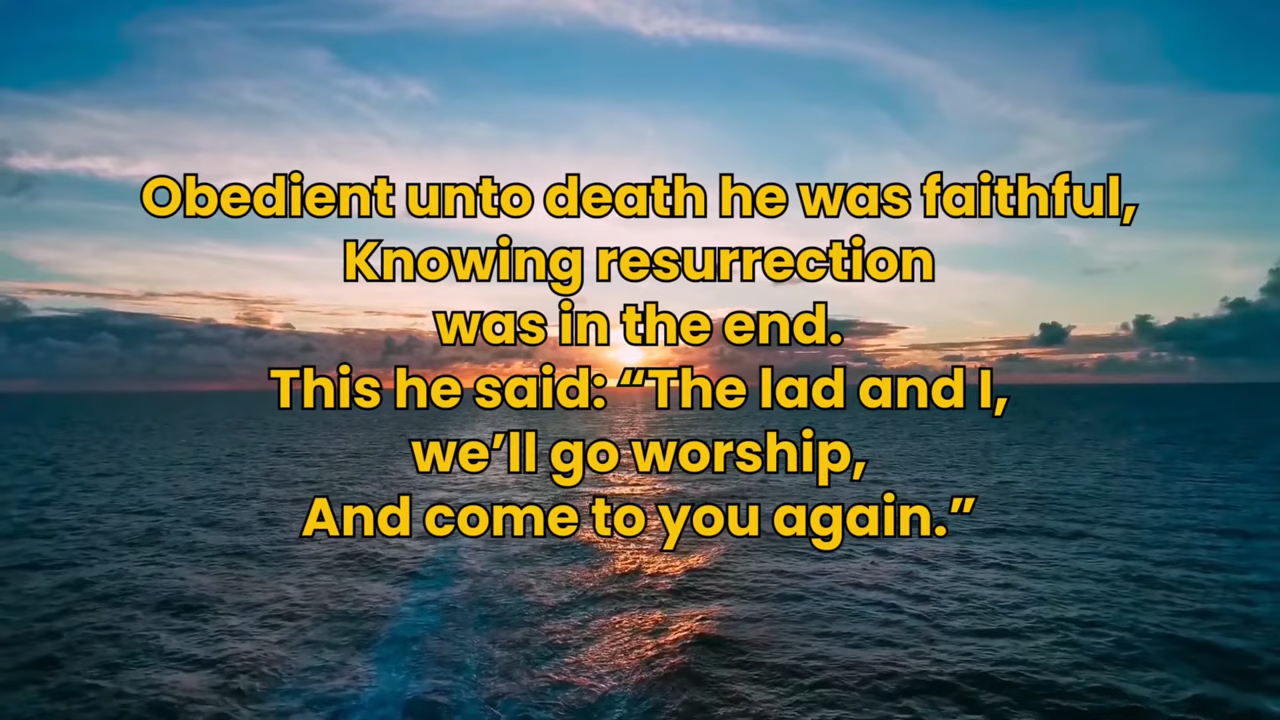 Obedient unto death he was faithful,
Knowing resurrection
was in the end.
This he said: “The lad and I,
we’ll go worship,
And come to you again.”